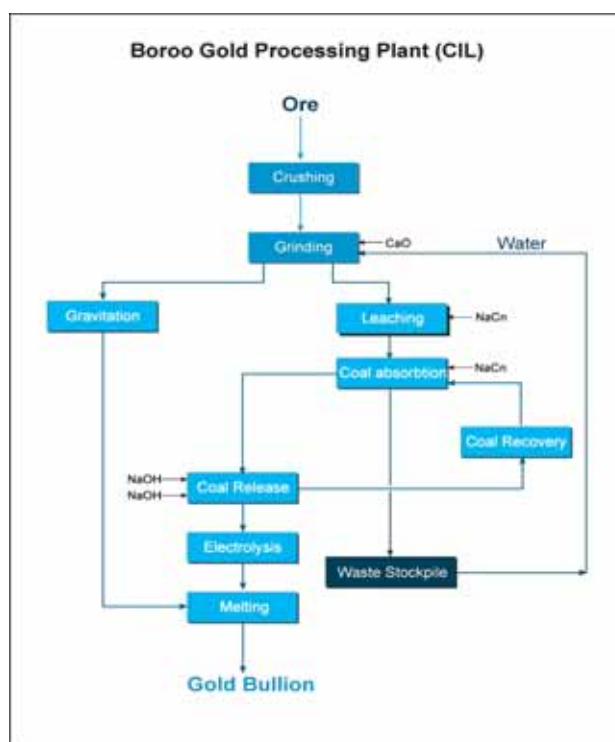 Boroo Gold Processing Plant (CIL)
Ore
Crushing
Grinding
CaO
Water
Gravitation
Leaching
NaCn
Coal absorbtion
NaCn
Coal Recovery
NaOH
NaOH
Coal Release
Electrolysis
Waste Stockpile
Melting
Gold Bullion